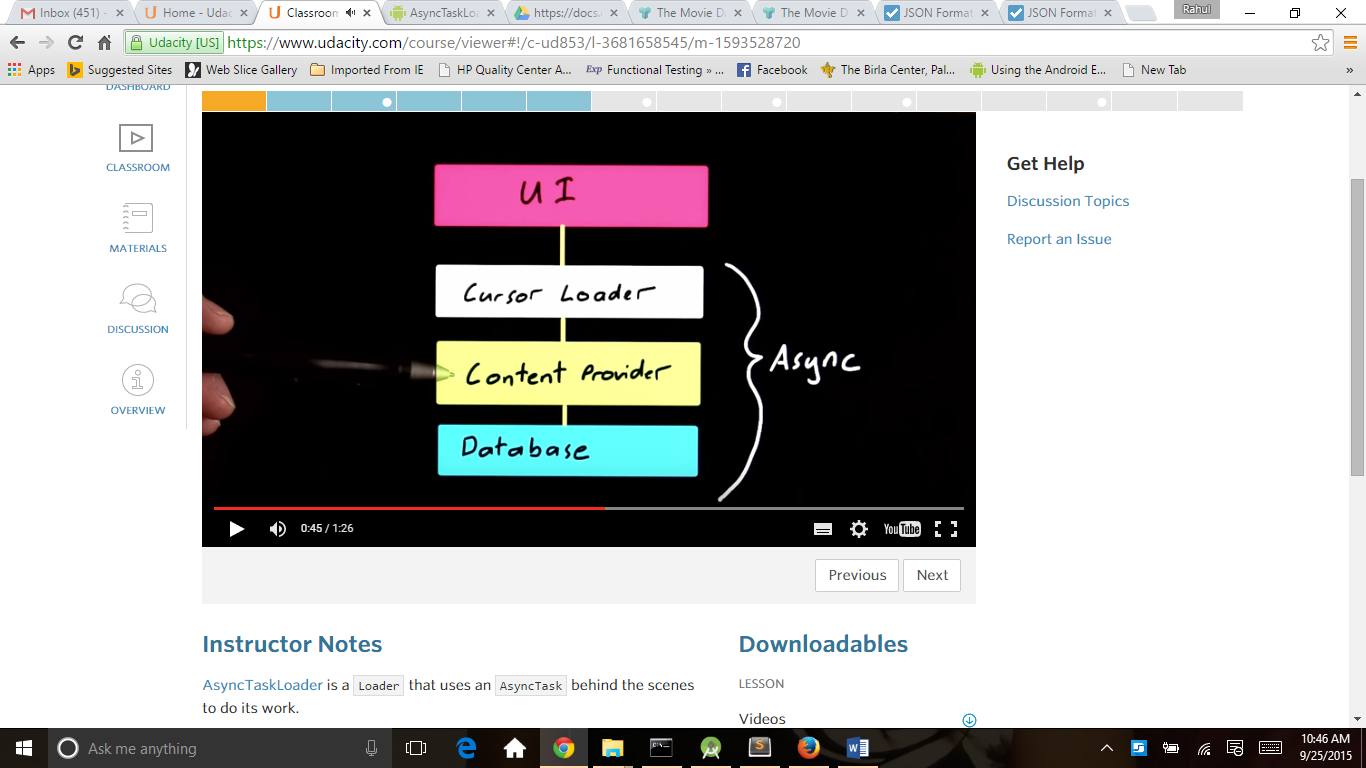 Inbox (451) -
Home - Udac
Classroom
AsyncTaskLoa
https://docs.
The Movie D
The Movie D
JSON Format
JSON Format
Rahul
Udacity [US]
https://www.udacity.com/course/viewer#!/c-ud853/l-3681658545/m-1593528720
Apps
Suggested Sites
Web Slice Gallery
Imported From IE
HP Quality Center A...
Exp Functional Testing » ...
Facebook
The Birla Center, Pal...
Using the Android E...
New Tab
»
DASHBOARD
CLASSROOM
MATERIALS
DISCUSSION
OVERVIEW
UI
Cursor Loader
Content Provider
Database
Async
0:45 / 1:26
YouTube
Get Help
Discussion Topics
Report an Issue
Previous
Next
Instructor Notes
AsyncTaskLoader is a Loader that uses an AsyncTask behind the scenes
to do its work.
Downloadables
LESSON
Videos
Ask me anything
10:46 AM
9/25/2015